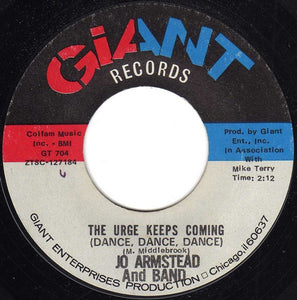 GiANT
RECORDS
Colfam Music
Inc. - BMI
GT 704
ZTSC-127184
Prod. by Giant
Ent., Inc.
In Association
With
Mike Terry
Time: 2:12
THE URGE KEEPS COMING
(DANCE, DANCE, DANCE)
(M. Middlebrook)
JO ARMSTEAD
And BAND
GIANT ENTERPRISES PRODUCTION Chicago, il 60637